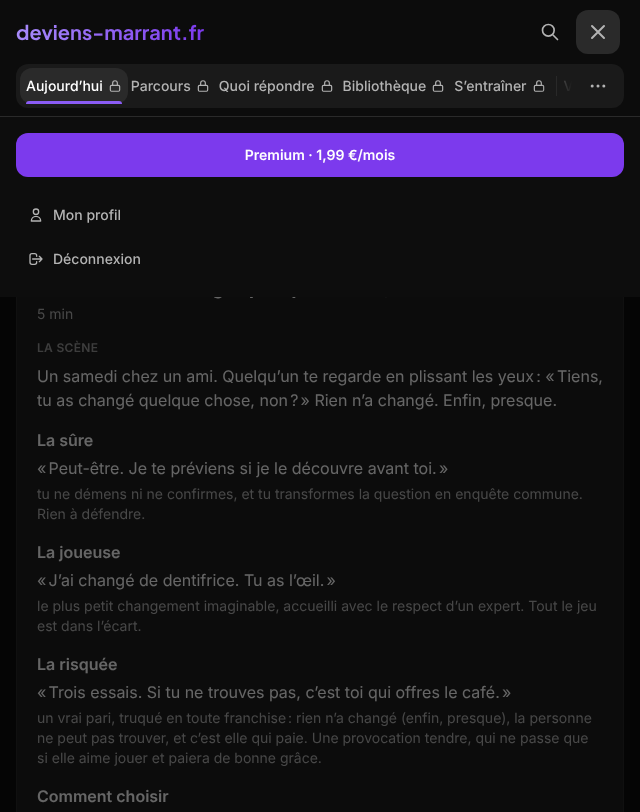 deviens-marrant.fr
Aujourd’hui Parcours Quoi répondre Bibliothèque S’entraîner
Premium · 1,99 €/mois
Mon profil
Déconnexion
5 min
LA SCÈNE
Un samedi chez un ami. Quelqu’un te regarde en plissant les yeux : « Tiens,
tu as changé quelque chose, non ? » Rien n’a changé. Enfin, presque.
La sûre
« Peut-être. Je te préviens si je le découvre avant toi. »
tu ne démens ni ne confirmes, et tu transformes la question en enquête commune.
Rien à défendre.
La joueuse
« J’ai changé de dentifrice. Tu as l’œil. »
le plus petit changement imaginable, accueilli avec le respect d’un expert. Tout le jeu
est dans l’écart.
La risquée
« Trois essais. Si tu ne trouves pas, c’est toi qui offres le café. »
un vrai pari, truqué en toute franchise : rien n’a changé (enfin, presque), la personne
ne peut pas trouver, et c’est elle qui paie. Une provocation tendre, qui ne passe que
si elle aime jouer et paiera de bonne grâce.
Comment choisir